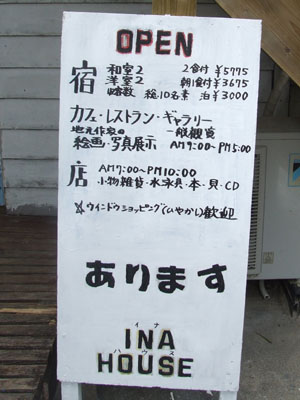 OPEN
宿 和室2 2食付 ¥5775
洋室2 朝1食付 ¥3675
総10名 素泊 ¥3000
カフェ・レストラン・ギャラリー
地元作家の 一般観覧
絵画・写真展示 AM9:00~PM5:00
店 AM7:00~PM10:00
小物雑貨・水泳具・本・貝・CD
☆ウインドウショッピング(ひやかし)歓迎
あります
イナ
INA
ハウス
HOUSE